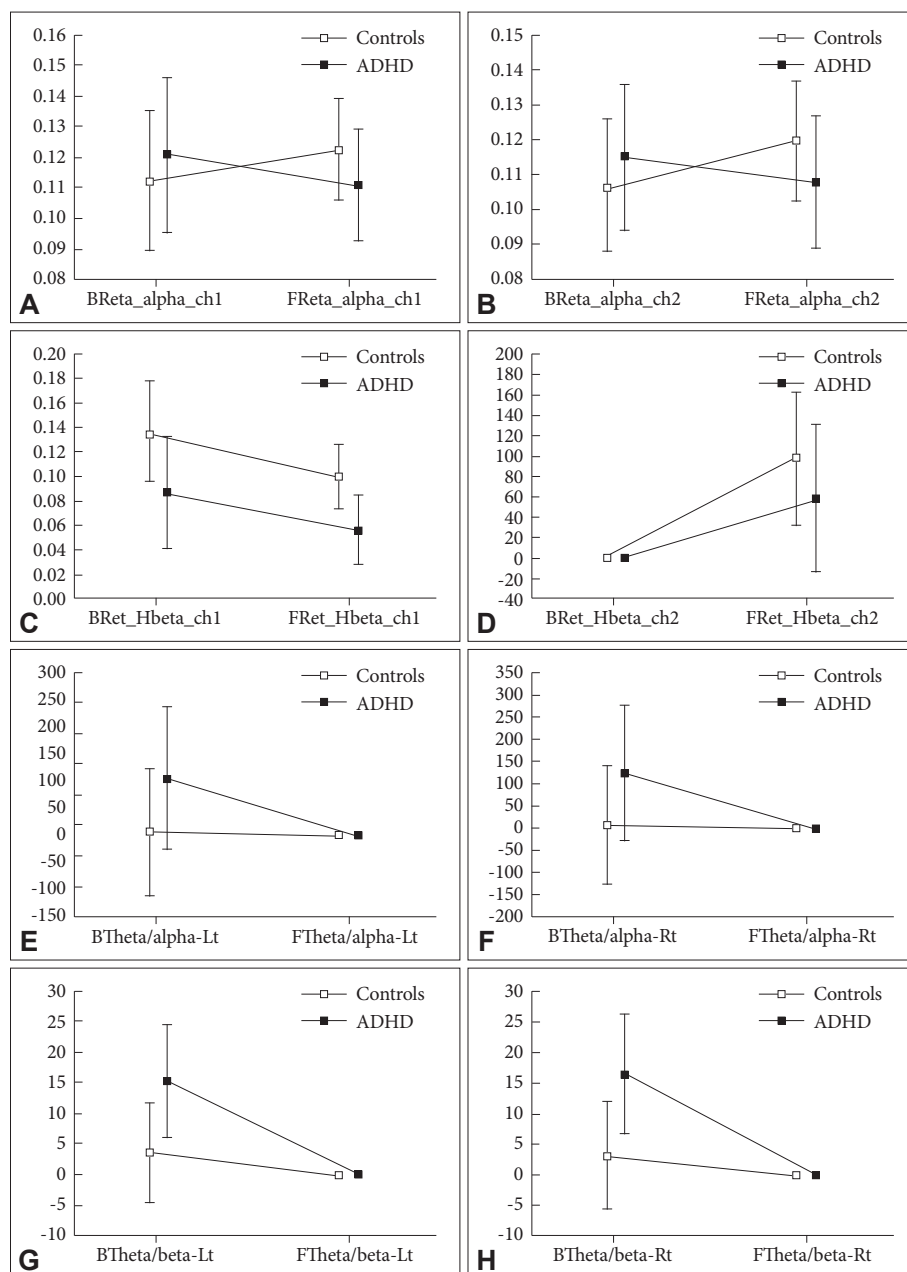 0.16
0.15
0.14
0.13
0.12
0.11
0.10
0.09
0.08
Controls
ADHD
BReta_alpha_ch1 FReta_alpha_ch1
A
0.15
0.14
0.13
0.12
0.11
0.10
0.09
0.08
Controls
ADHD
BReta_alpha_ch2 FReta_alpha_ch2
B
0.20
0.18
0.16
0.14
0.12
0.10
0.08
0.06
0.04
0.02
0.00
Controls
ADHD
BRet_Hbeta_ch1 FRet_Hbeta_ch1
C
200
180
160
140
120
100
80
60
40
20
0
-20
-40
Controls
ADHD
BRet_Hbeta_ch2 FRet_Hbeta_ch2
D
300
200
150
100
50
0
-50
-100
-150
Controls
ADHD
BTheta/alpha-Lt FTheta/alpha-Lt
E
350
300
250
200
150
100
50
0
-50
-100
-150
-200
Controls
ADHD
BTheta/alpha-Rt FTheta/alpha-Rt
F
30
25
20
15
10
5
0
-5
-10
Controls
ADHD
BTheta/beta-Lt FTheta/beta-Lt
G
30
25
20
15
10
5
0
-5
-10
Controls
ADHD
BTheta/beta-Rt FTheta/beta-Rt
H